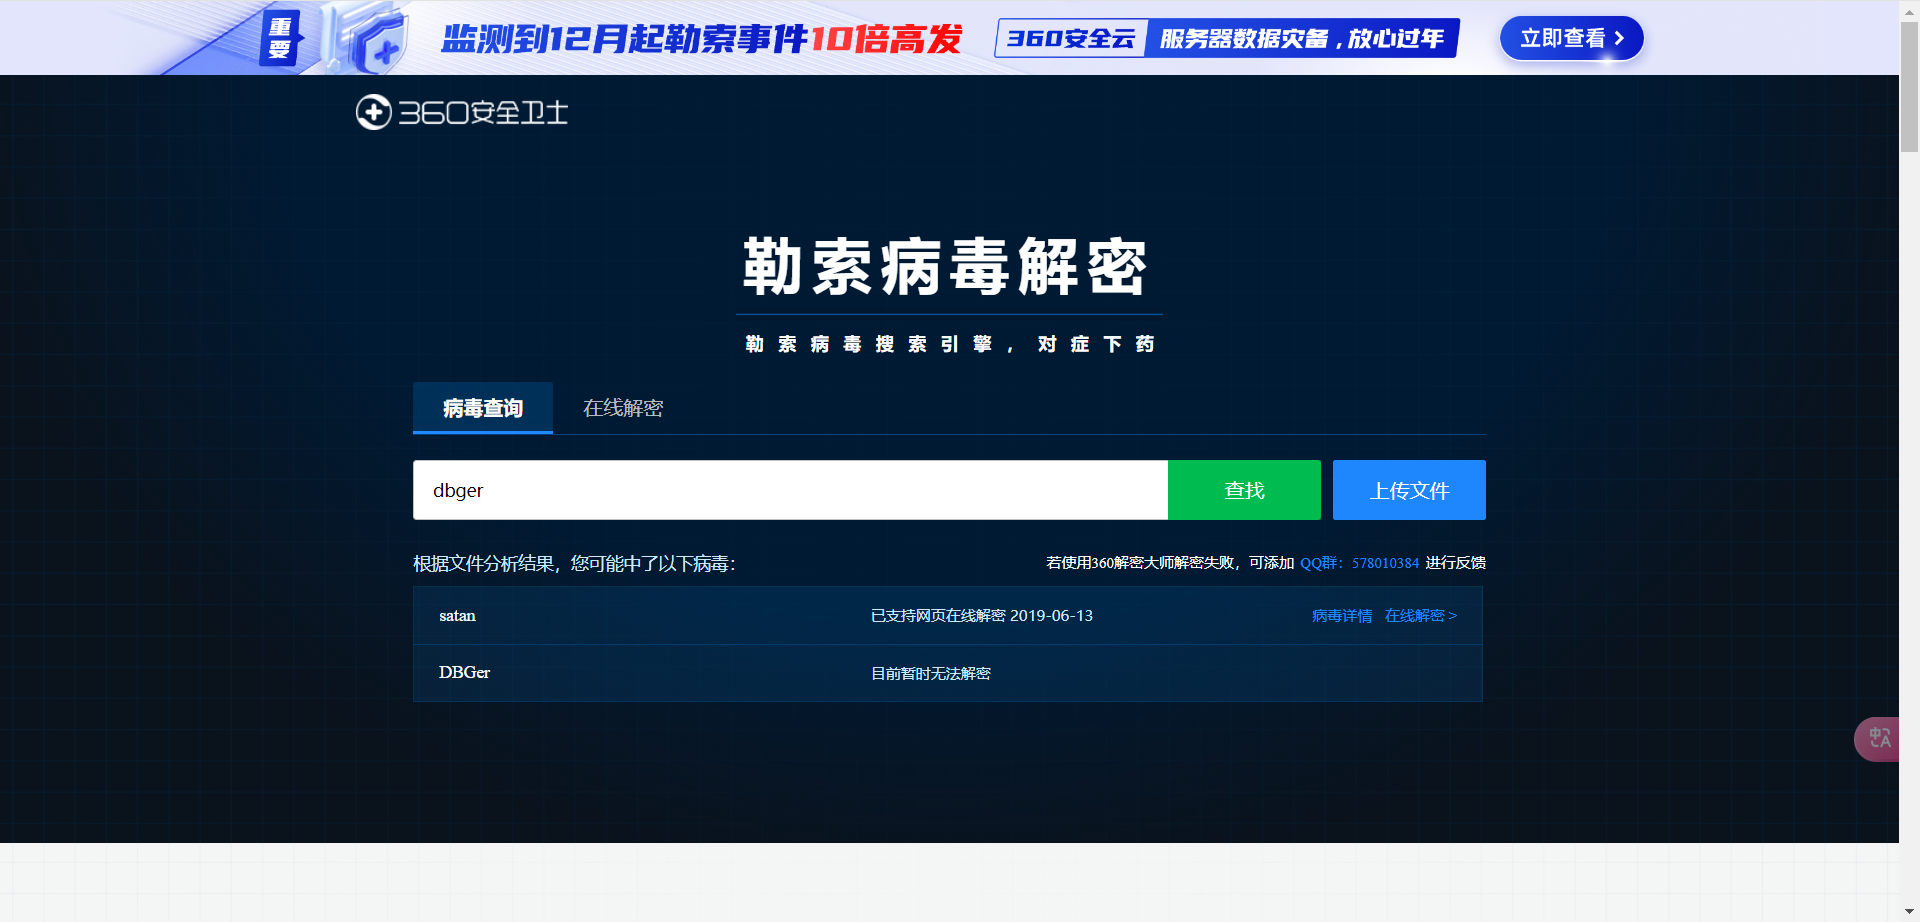 重要
监测到12月起勒索事件10倍高发
360安全云 服务器数据灾备,放心过年
立即查看
360安全卫士
勒索病毒解密
勒索病毒搜索引擎，对症下药
病毒查询 在线解密
dbger 查找 上传文件
根据文件分析结果，您可能中了以下病毒： 若使用360解密大师解密失败，可添加 QQ群：578010384 进行反馈
satan 已支持网页在线解密 2019-06-13 病毒详情 在线解密 >
DBGer 目前暂时无法解密
中A